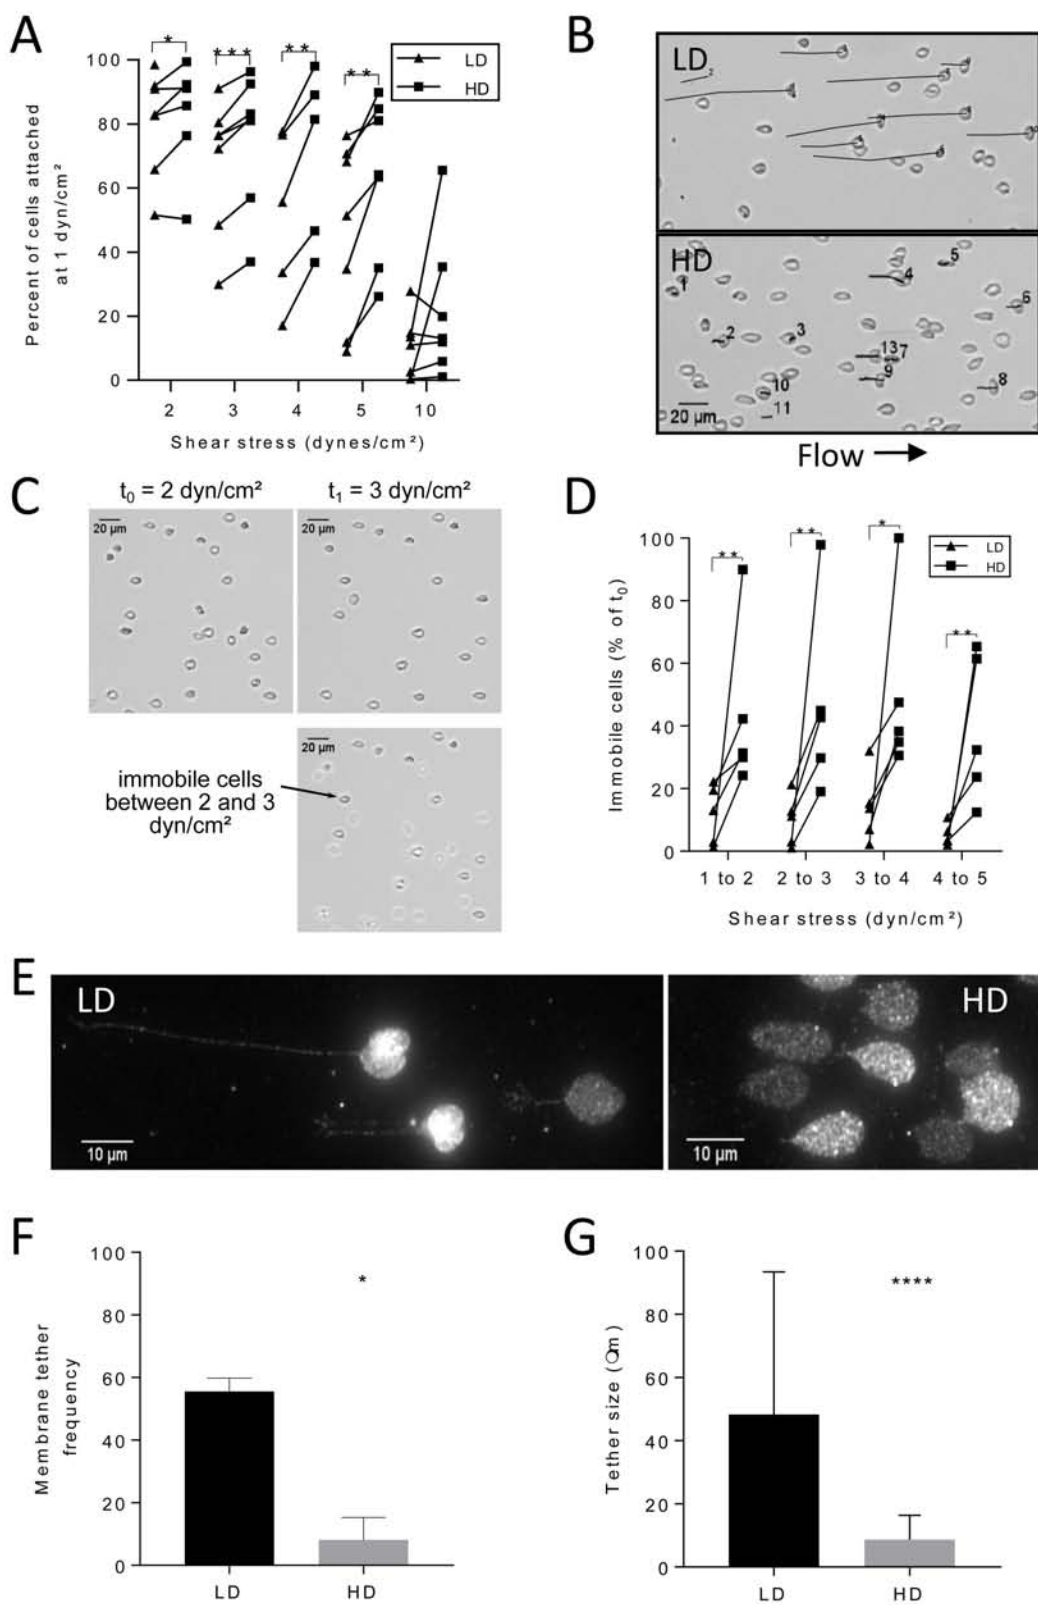 A
Percent of cells attached
at 1 dyn/cm²
100
80
60
40
20
0
*
***
**
**
LD
HD
2
3
4
5
10
Shear stress (dynes/cm²)
B
LD
2
HD
1
2
3
4
5
6
13 7
9
8
10
11
20 µm
Flow
C
t₀ = 2 dyn/cm²
t₁ = 3 dyn/cm²
20 µm
20 µm
20 µm
immobile cells
between 2 and 3
dyn/cm²
D
Immobile cells (% of t₀)
100
80
60
40
20
0
**
**
*
**
LD
HD
1 to 2
2 to 3
3 to 4
4 to 5
Shear stress (dyn/cm²)
E
LD
10 µm
HD
10 µm
F
Membrane tether
frequency
100
80
60
40
20
0
*
LD
HD
G
Tether size (Om)
100
80
60
40
20
0
****
LD
HD